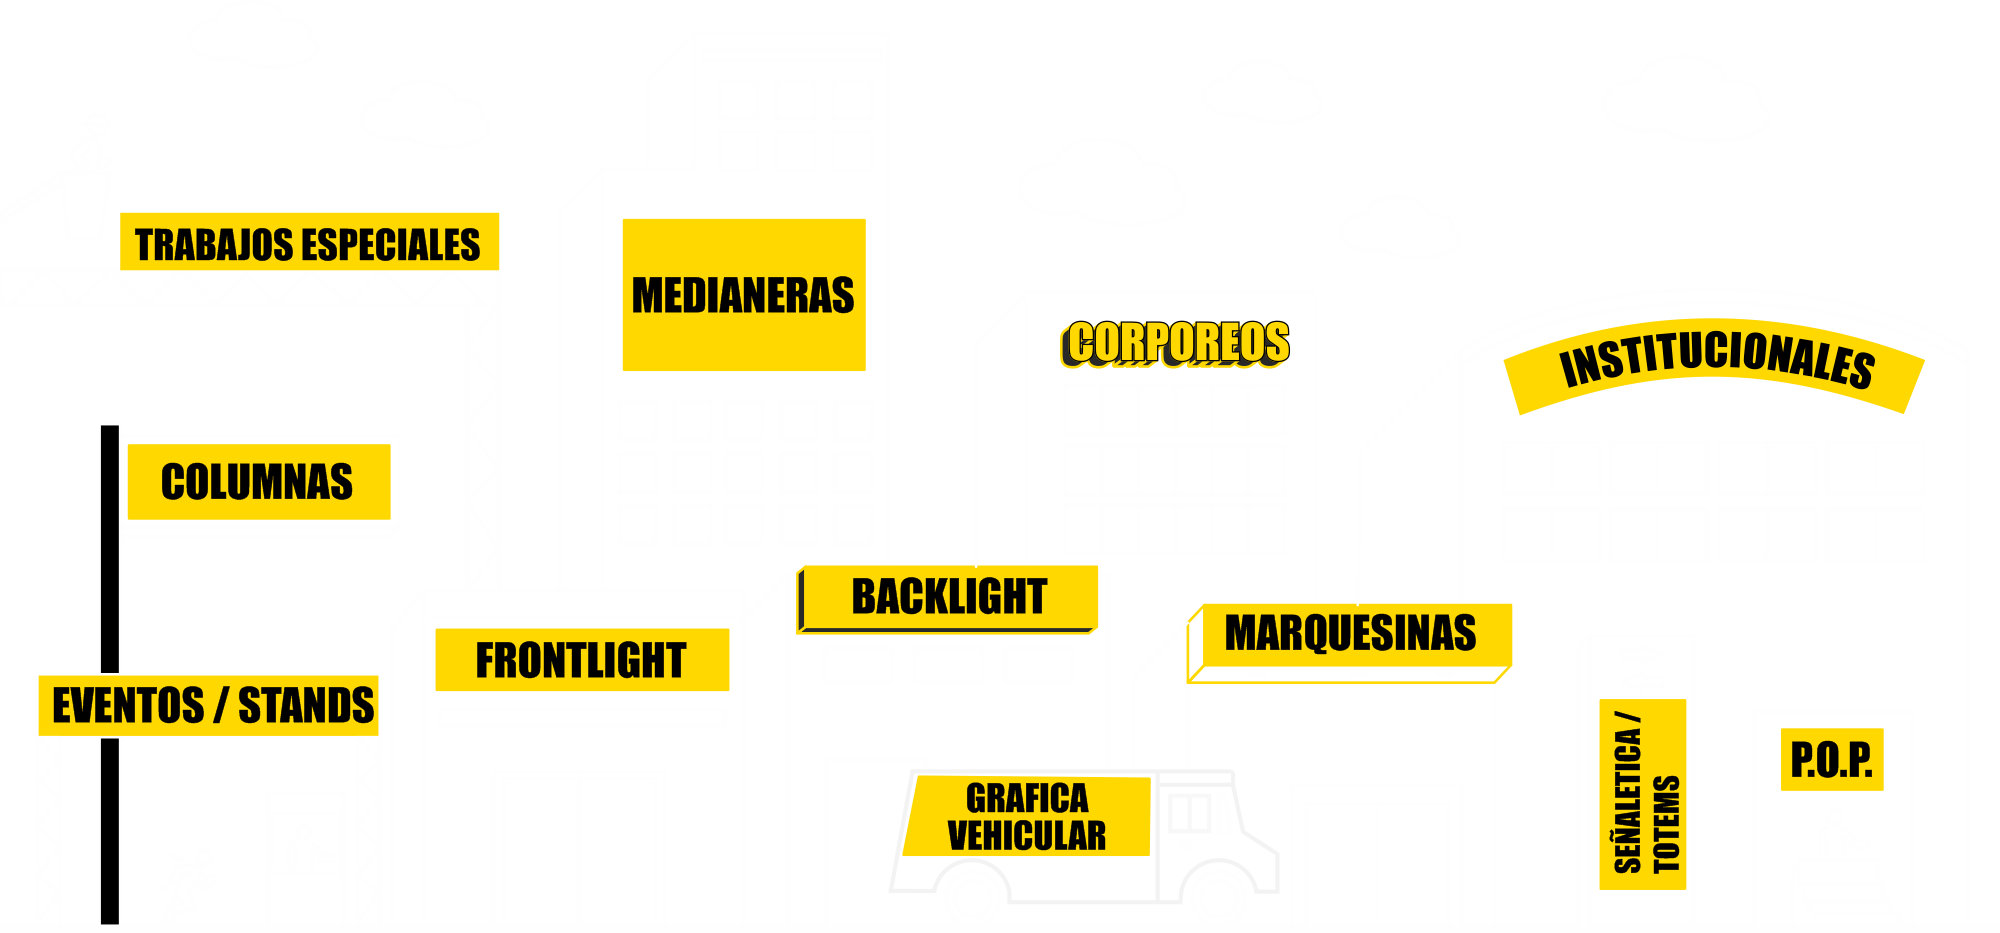 TRABAJOS ESPECIALES
MEDIANERAS
CORPOREOS
INSTITUCIONALES
COLUMNAS
BACKLIGHT
MARQUESINAS
FRONTLIGHT
EVENTOS / STANDS
SEÑALETICA /
TOTEMS
P.O.P.
GRAFICA
VEHICULAR